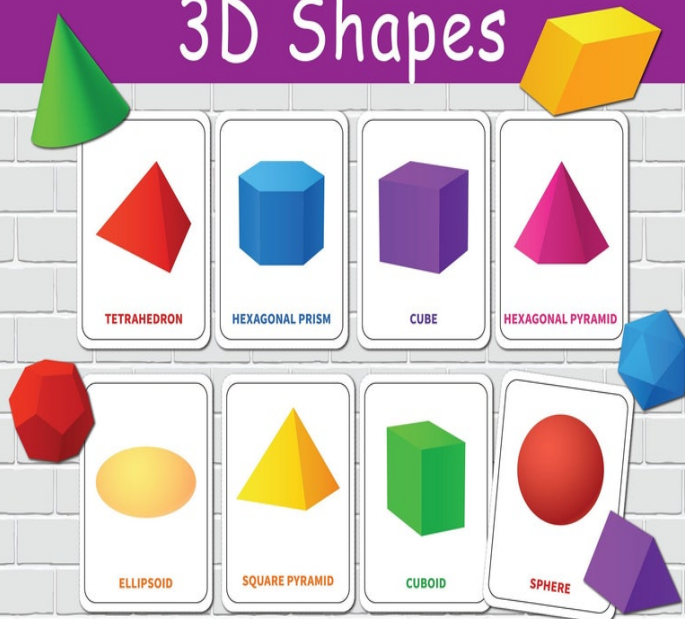 3D Shapes
TETRAHEDRON
HEXAGONAL PRISM
CUBE
HEXAGONAL PYRAMID
ELLIPSOID
SQUARE PYRAMID
CUBOID
SPHERE